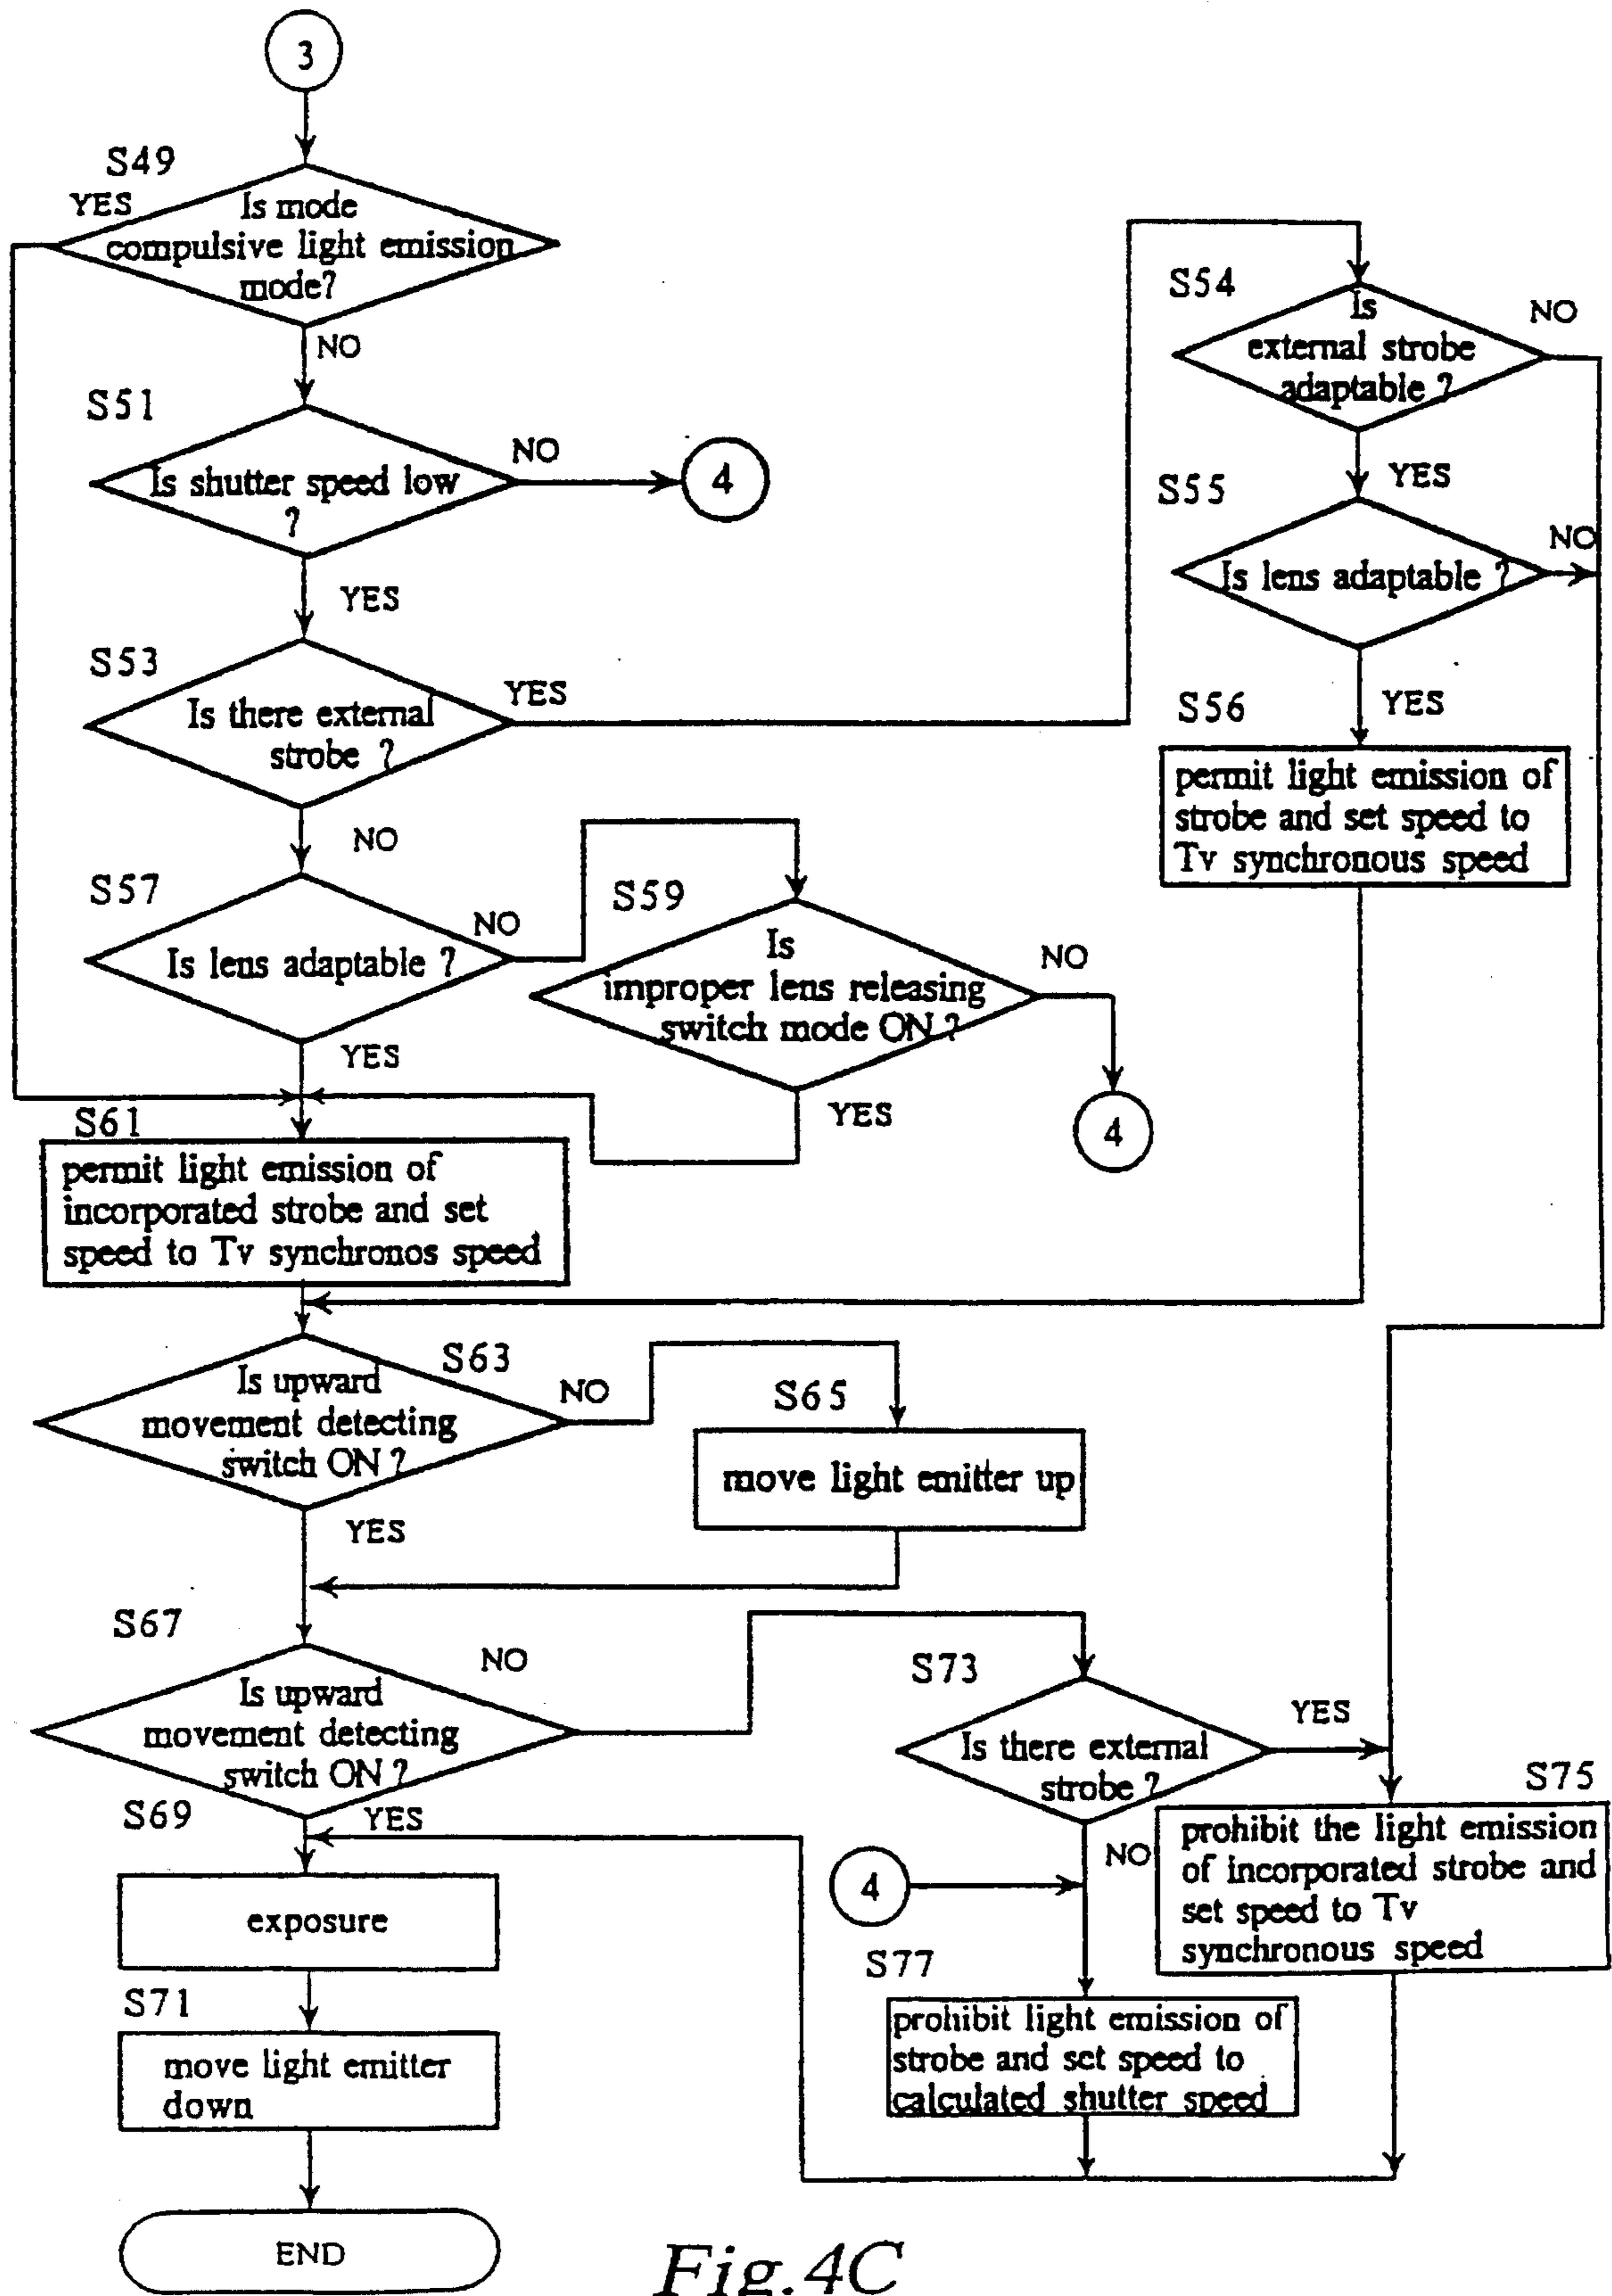 3
S49
YES
Is mode
compulsive light emission
mode?
NO
S51
Is shutter speed low
?
NO
4
YES
S53
Is there external
strobe ?
YES
NO
S54
Is
external strobe
adaptable ?
NO
YES
S55
Is lens adaptable ?
NO
YES
S56
permit light emission of
strobe and set speed to
Tv synchronous speed
S57
Is lens adaptable ?
NO
YES
S59
Is
improper lens releasing
switch mode ON ?
NO
4
YES
S61
permit light emission of
incorporated strobe and set
speed to Tv synchronos speed
S63
Is upward
movement detecting
switch ON ?
NO
YES
S65
move light emitter up
S67
Is upward
movement detecting
switch ON ?
NO
YES
S73
Is there external
strobe ?
YES
NO
S75
prohibit the light emission
of incorporated strobe and
set speed to Tv
synchronous speed
4
S77
prohibit light emission of
strobe and set speed to
calculated shutter speed
S69
exposure
S71
move light emitter
down
END
Fig.4C